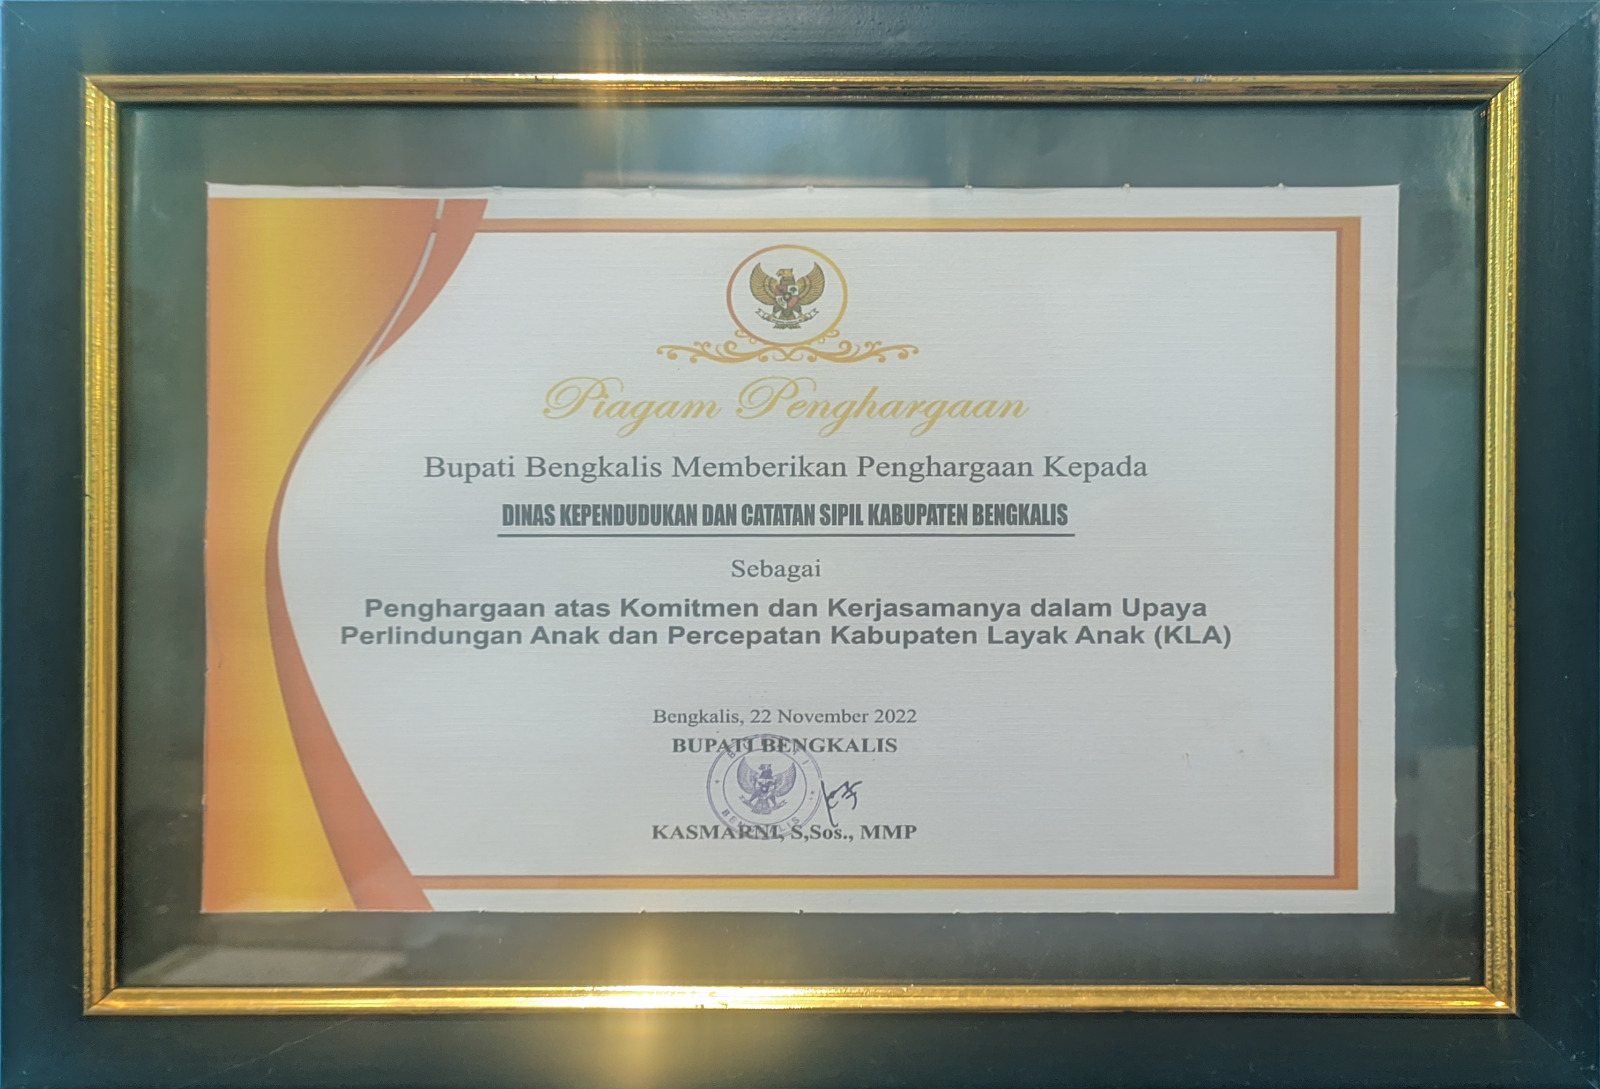 Piagam Penghargaan
Bupati Bengkalis Memberikan Penghargaan Kepada
DINAS KEPENDUDUKAN DAN CATATAN SIPIL KABUPATEN BENGKALIS
Sebagai
Penghargaan atas Komitmen dan Kerjasamanya dalam Upaya
Perlindungan Anak dan Percepatan Kabupaten Layak Anak (KLA)
Bengkalis, 22 November 2022
BUPATI BENGKALIS
KASMARNI, S,Sos., MMP